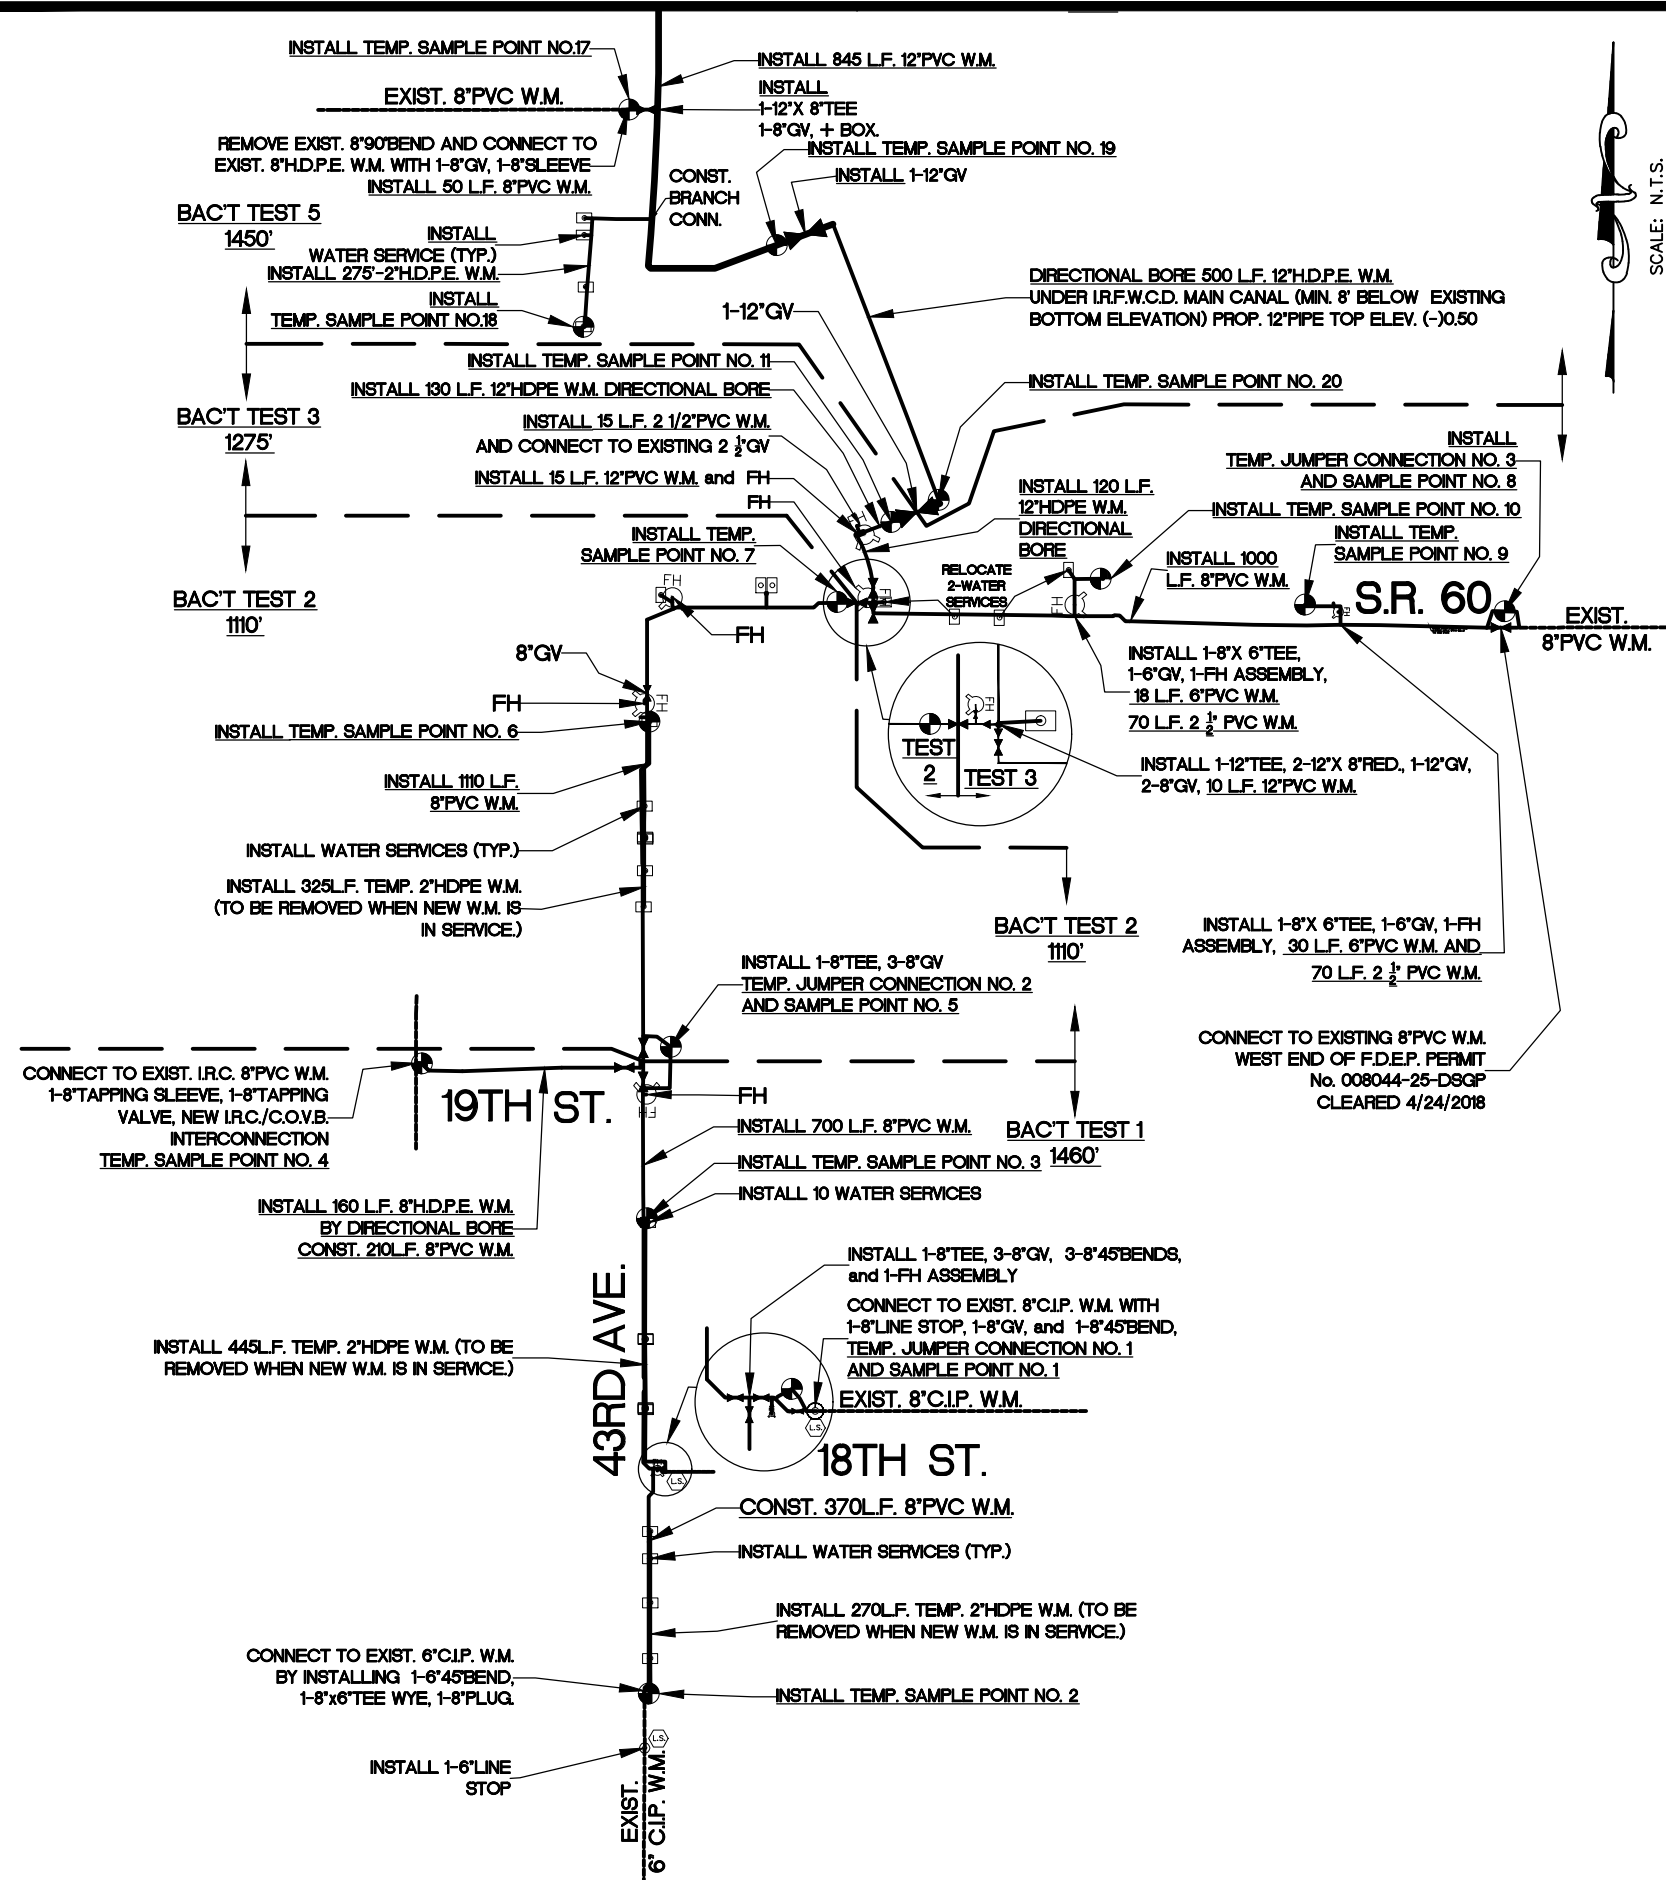 INSTALL TEMP. SAMPLE POINT NO.17
EXIST. 8"PVC W.M.
INSTALL 845 L.F. 12"PVC W.M.
INSTALL
1-12"X 8"TEE
1-8"GV, + BOX.
REMOVE EXIST. 8"90°BEND AND CONNECT TO
EXIST. 8"H.D.P.E. W.M. WITH 1-8"GV, 1-8"SLEEVE
INSTALL 50 L.F. 8"PVC W.M.
INSTALL TEMP. SAMPLE POINT NO. 19
CONST.
BRANCH
CONN.
INSTALL 1-12"GV
SCALE: N.T.S.
BAC'T TEST 5
1450'
INSTALL
WATER SERVICE (TYP.)
INSTALL 275'-2"H.D.P.E. W.M.
INSTALL
TEMP. SAMPLE POINT NO.18
1-12"GV
DIRECTIONAL BORE 500 L.F. 12"H.D.P.E. W.M.
UNDER I.R.F.W.C.D. MAIN CANAL (MIN. 8' BELOW EXISTING
BOTTOM ELEVATION) PROP. 12"PIPE TOP ELEV. (-)0.50
INSTALL TEMP. SAMPLE POINT NO. 11
INSTALL 130 L.F. 12"HDPE W.M. DIRECTIONAL BORE
INSTALL TEMP. SAMPLE POINT NO. 20
BAC'T TEST 3
1275'
INSTALL 15 L.F. 2 1/2"PVC W.M.
AND CONNECT TO EXISTING 2 1/2"GV
INSTALL 15 L.F. 12"PVC W.M. and FH
FH
INSTALL
TEMP. JUMPER CONNECTION NO. 3
AND SAMPLE POINT NO. 8
INSTALL 120 L.F.
12"HDPE W.M.
DIRECTIONAL
BORE
INSTALL TEMP. SAMPLE POINT NO. 10
INSTALL TEMP.
SAMPLE POINT NO. 9
INSTALL TEMP.
SAMPLE POINT NO. 7
FH
RELOCATE
2-WATER
SERVICES
INSTALL 1000
L.F. 8"PVC W.M.
BAC'T TEST 2
1110'
FH
FH
FH
FH
FH
S.R. 60
EXIST.
8"PVC W.M.
8"GV
FH
FH
INSTALL TEMP. SAMPLE POINT NO. 6
INSTALL 1-8"X 6"TEE,
1-6"GV, 1-FH ASSEMBLY,
18 L.F. 6"PVC W.M.
70 L.F. 2 1/2" PVC W.M.
FH
TEST
2
TEST 3
INSTALL 1-12"TEE, 2-12"X 8"RED., 1-12"GV,
2-8"GV, 10 L.F. 12"PVC W.M.
INSTALL 1110 L.F.
8"PVC W.M.
INSTALL WATER SERVICES (TYP.)
INSTALL 325L.F. TEMP. 2"HDPE W.M.
(TO BE REMOVED WHEN NEW W.M. IS
IN SERVICE.)
BAC'T TEST 2
1110'
INSTALL 1-8"X 6"TEE, 1-6"GV, 1-FH
ASSEMBLY, 30 L.F. 6"PVC W.M. AND
70 L.F. 2 1/2" PVC W.M.
INSTALL 1-8"TEE, 3-8"GV
TEMP. JUMPER CONNECTION NO. 2
AND SAMPLE POINT NO. 5
CONNECT TO EXISTING 8"PVC W.M.
WEST END OF F.D.E.P. PERMIT
No. 008044-25-DSGP
CLEARED 4/24/2018
CONNECT TO EXIST. I.R.C. 8"PVC W.M.
1-8"TAPPING SLEEVE, 1-8"TAPPING
VALVE, NEW I.R.C./C.O.V.B.
INTERCONNECTION
TEMP. SAMPLE POINT NO. 4
19TH ST.
FH
FH
INSTALL 700 L.F. 8"PVC W.M.
BAC'T TEST 1
1460'
INSTALL TEMP. SAMPLE POINT NO. 3
INSTALL 10 WATER SERVICES
INSTALL 160 L.F. 8"H.D.P.E. W.M.
BY DIRECTIONAL BORE
CONST. 210L.F. 8"PVC W.M.
43RD AVE.
INSTALL 1-8"TEE, 3-8"GV, 3-8"45°BENDS,
and 1-FH ASSEMBLY
CONNECT TO EXIST. 8"C.I.P. W.M. WITH
1-8"LINE STOP, 1-8"GV, and 1-8"45°BEND,
TEMP. JUMPER CONNECTION NO. 1
AND SAMPLE POINT NO. 1
INSTALL 445L.F. TEMP. 2"HDPE W.M. (TO BE
REMOVED WHEN NEW W.M. IS IN SERVICE.)
EXIST. 8"C.I.P. W.M.
L.S.
18TH ST.
L.S.
CONST. 370L.F. 8"PVC W.M.
INSTALL WATER SERVICES (TYP.)
INSTALL 270L.F. TEMP. 2"HDPE W.M. (TO BE
REMOVED WHEN NEW W.M. IS IN SERVICE.)
CONNECT TO EXIST. 6"C.I.P. W.M.
BY INSTALLING 1-6"45°BEND,
1-8"x6"TEE WYE, 1-8"PLUG.
INSTALL TEMP. SAMPLE POINT NO. 2
L.S.
INSTALL 1-6"LINE
STOP
EXIST.
6" C.I.P. W.M.